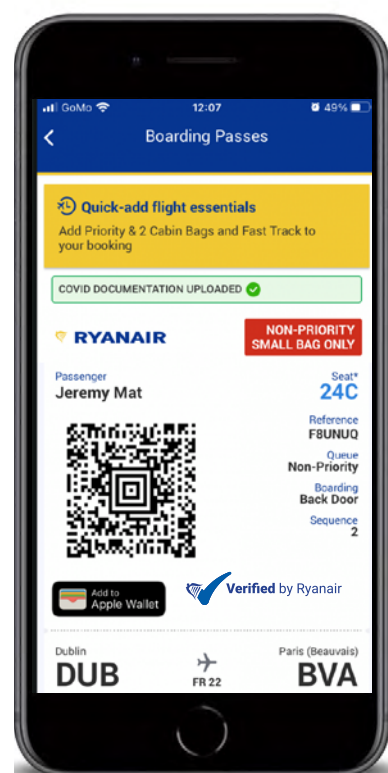 GoMo 12:07 49%
Boarding Passes
Quick-add flight essentials
Add Priority & 2 Cabin Bags and Fast Track to
your booking
COVID DOCUMENTATION UPLOADED
RYANAIR
NON-PRIORITY
SMALL BAG ONLY
Passenger
Jeremy Mat
Seat*
24C
Reference
F8UNUQ
Queue
Non-Priority
Boarding
Back Door
Sequence
2
Add to
Apple Wallet
Verified by Ryanair
Dublin
DUB
FR 22
Paris (Beauvais)
BVA